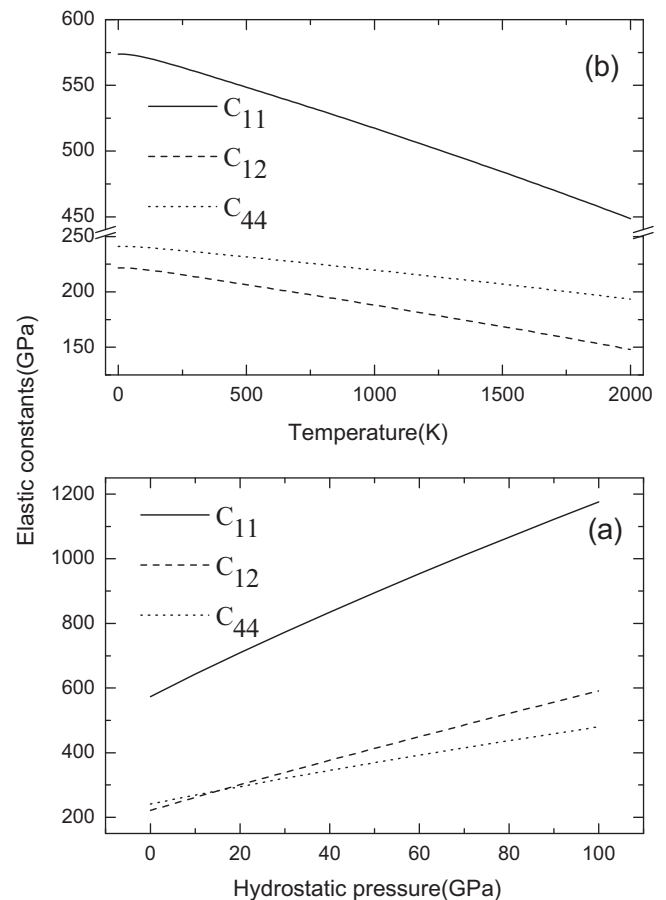 600
(b)
550
C11
500
C12
450
C44
250
200
150
0 500 1000 1500 2000
Temperature(K)
Elastic constants(GPa)
1200
C11
(a)
1000
C12
800
C44
600
400
200
0 20 40 60 80 100
Hydrostatic pressure(GPa)